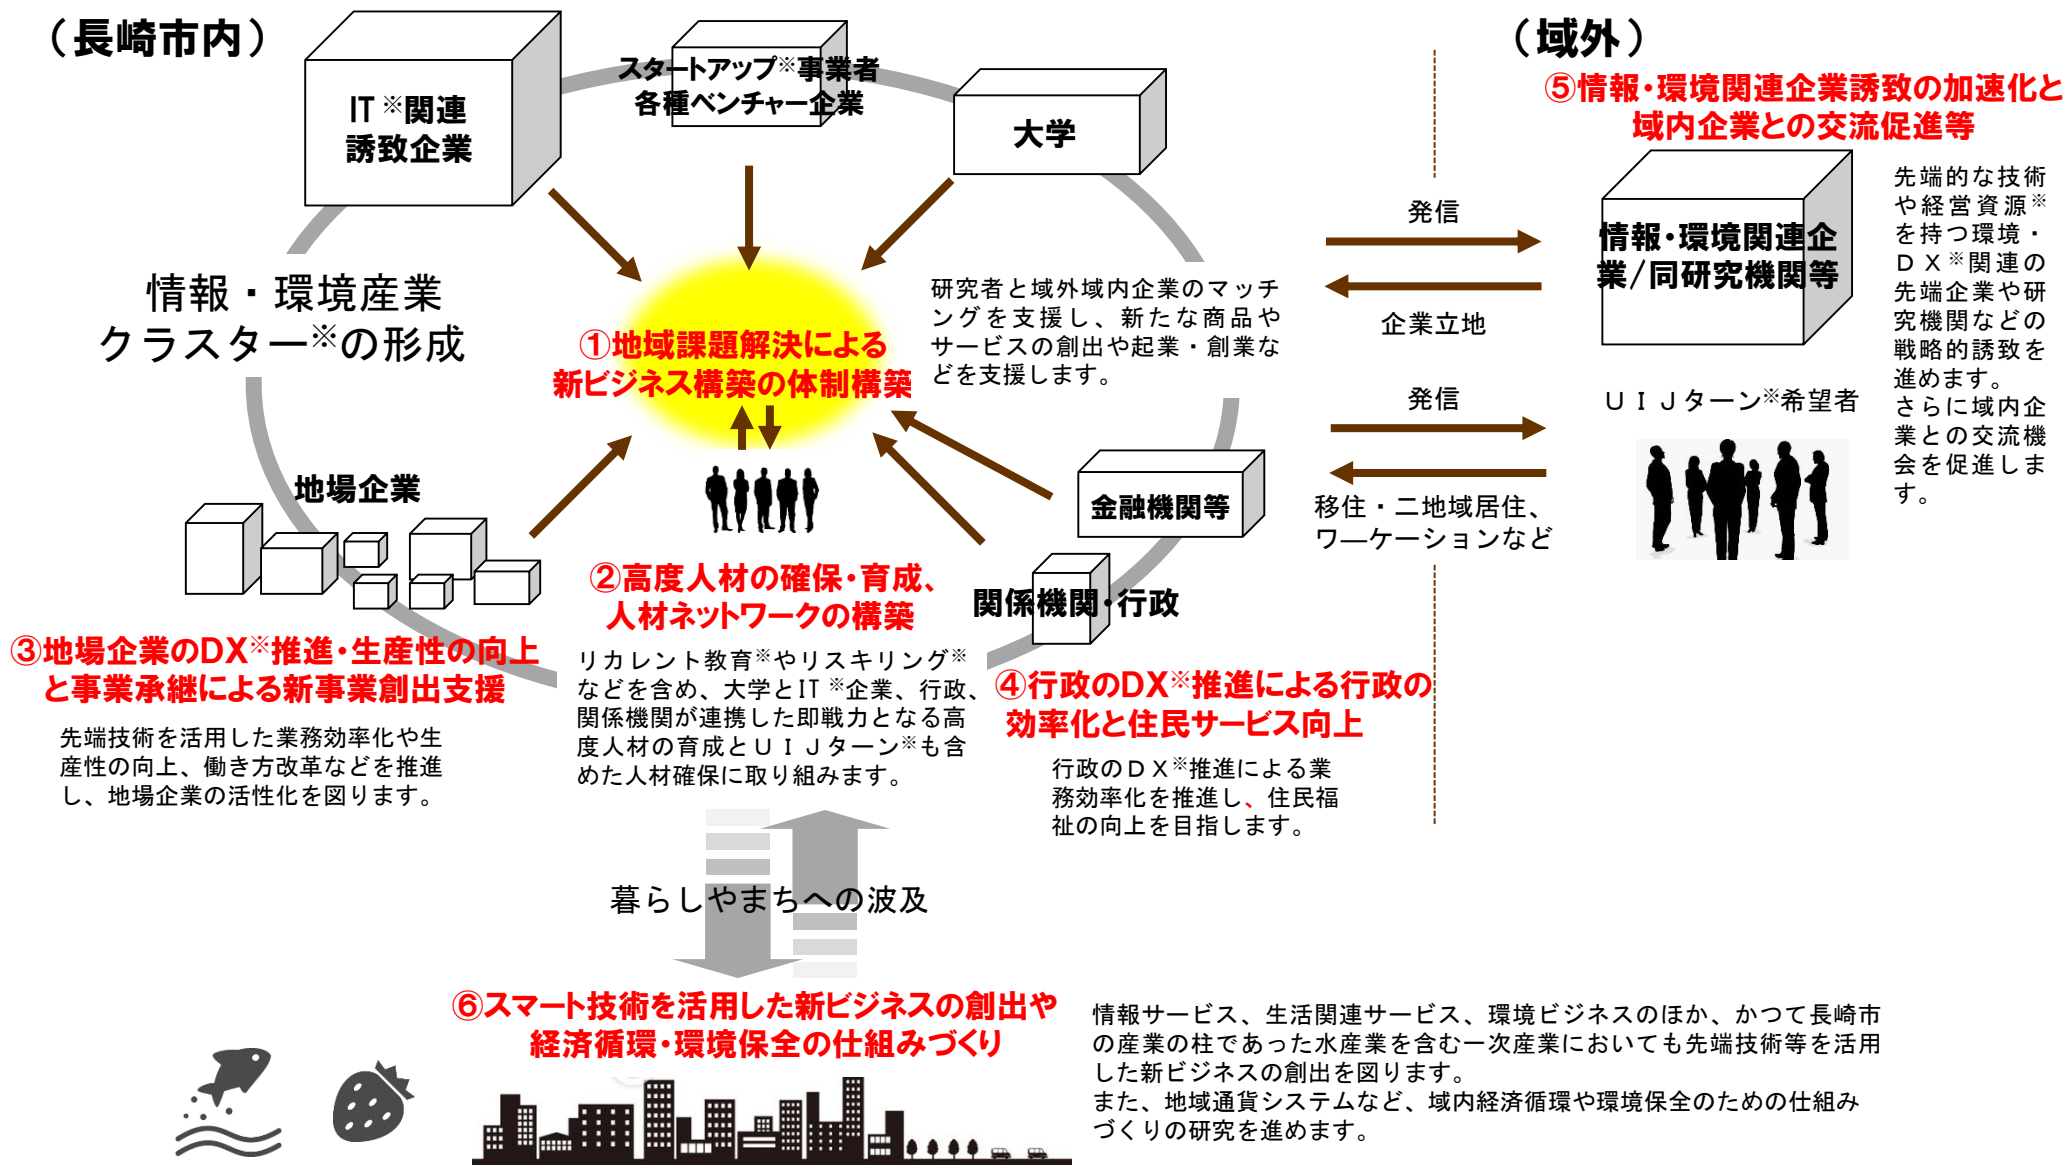 （長崎市内）
IT※関連
誘致企業
スタートアップ※事業者
各種ベンチャー企業
大学
情報・環境産業
クラスター※の形成
①地域課題解決による
新ビジネス構築の体制構築
研究者と域外域内企業のマッチ
ングを支援し、新たな商品や
サービスの創出や起業・創業な
どを支援します。
地場企業
金融機関等
関係機関・行政
②高度人材の確保・育成、
人材ネットワークの構築
リカレント教育※やリスキリング※
などを含め、大学とIT※企業、行政、
関係機関が連携した即戦力となる高
度人材の育成とＵＩＪターン※も含
めた人材確保に取り組みます。
③地場企業のDX※推進・生産性の向上
と事業承継による新事業創出支援
先端技術を活用した業務効率化や生
産性の向上、働き方改革などを推進
し、地場企業の活性化を図ります。
④行政のDX※推進による行政の
効率化と住民サービス向上
行政のＤＸ※推進による業
務効率化を推進し、住民福
祉の向上を目指します。
発信
企業立地
発信
移住・二地域居住、
ワーケーションなど
（域外）
⑤情報・環境関連企業誘致の加速化と
域内企業との交流促進等
情報・環境関連企
業/同研究機関等
ＵＩＪターン※希望者
先端的な技術
や経営資源※
を持つ環境・
ＤＸ※関連の
先端企業や研
究機関などの
戦略的誘致を
進めます。
さらに域内企
業との交流機
会を促進しま
す。
暮らしやまちへの波及
⑥スマート技術を活用した新ビジネスの創出や
経済循環・環境保全の仕組みづくり
情報サービス、生活関連サービス、環境ビジネスのほか、かつて長崎市
の産業の柱であった水産業を含む一次産業においても先端技術等を活用
した新ビジネスの創出を図ります。
また、地域通貨システムなど、域内経済循環や環境保全のための仕組み
づくりの研究を進めます。